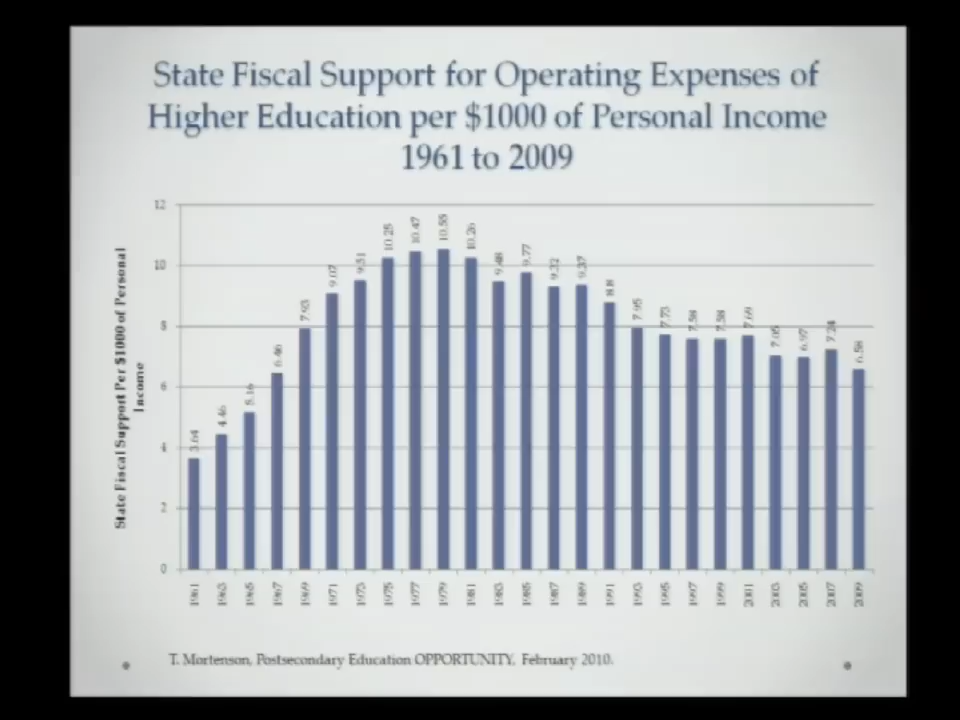 State Fiscal Support for Operating Expenses of
Higher Education per $1000 of Personal Income
1961 to 2009
State Fiscal Support Per $1000 of Personal
Income
12
10
8
6
4
2
0
3.64 4.46 5.16 6.46 7.93 9.07 9.51 10.25 10.47 10.55 10.26 9.48 9.77 9.32 9.37 8.8 7.95 7.73 7.58 7.58 7.69 7.05 6.97 7.24 6.58
1961 1963 1965 1967 1969 1971 1973 1975 1977 1979 1981 1983 1985 1987 1989 1991 1993 1995 1997 1999 2001 2003 2005 2007 2009
T. Mortenson, Postsecondary Education OPPORTUNITY, February 2010.